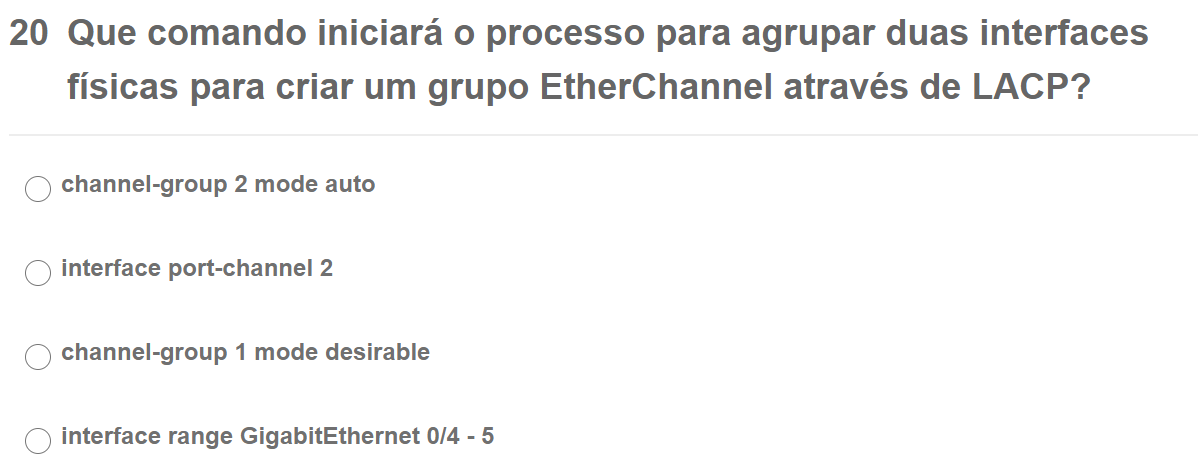 20 Que comando iniciará o processo para agrupar duas interfaces
físicas para criar um grupo EtherChannel através de LACP?
channel-group 2 mode auto
interface port-channel 2
channel-group 1 mode desirable
interface range GigabitEthernet 0/4 - 5